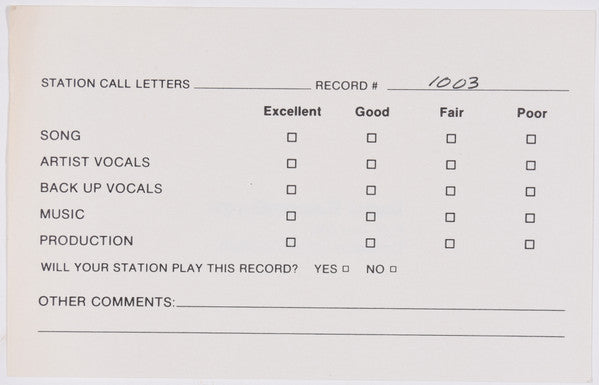 STATION CALL LETTERS RECORD # 1003
Excellent Good Fair Poor
SONG
ARTIST VOCALS
BACK UP VOCALS
MUSIC
PRODUCTION
WILL YOUR STATION PLAY THIS RECORD? YES NO
OTHER COMMENTS: